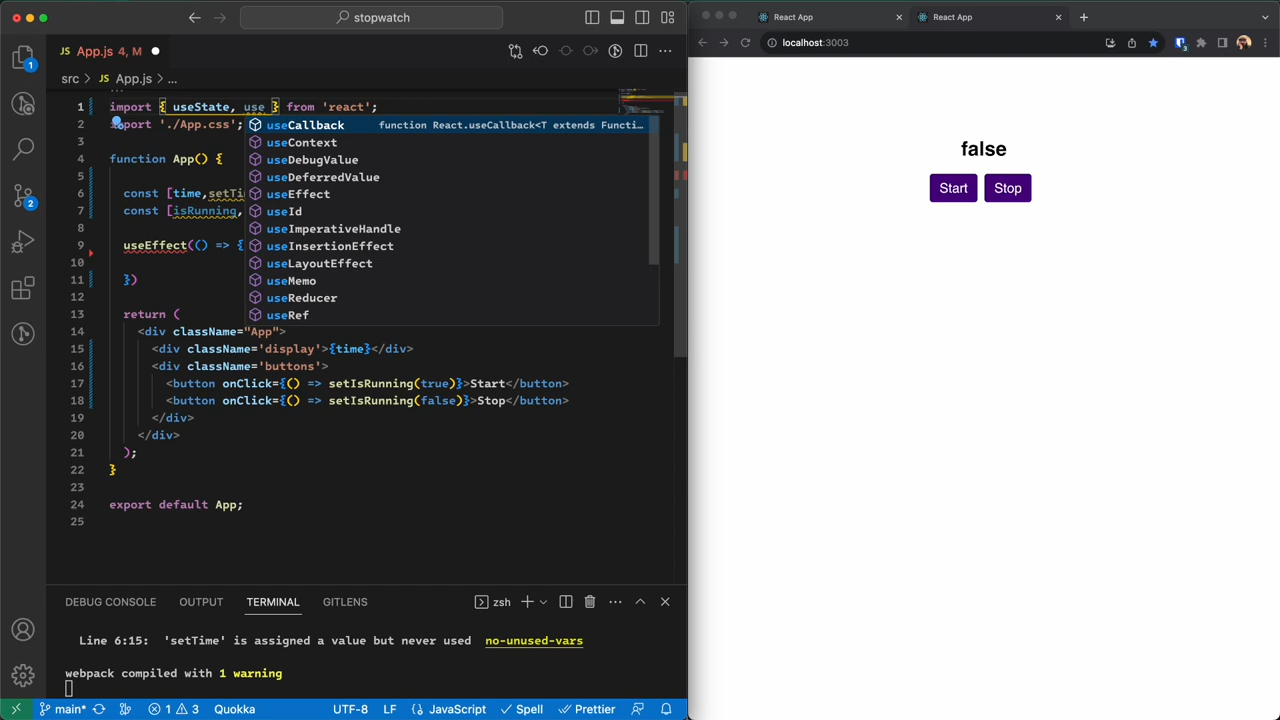 stopwatch
App.js 4, M
src > JS App.js > ...
1 import { useState, use } from 'react';
2 import './App.css';
3
4 function App() {
5
6 const [time,setTi
7 const [isRunning,
8
9 useEffect(() => {
10
11 })
12
13 return (
14 <div className="App">
15 <div className='display'>{time}</div>
16 <div className='buttons'>
17 <button onClick={() => setIsRunning(true)}>Start</button>
18 <button onClick={() => setIsRunning(false)}>Stop</button>
19 </div>
20 </div>
21 );
22 }
23
24 export default App;
25
useCallback function React.useCallback<T extends Functi...
useContext
useDebugValue
useDeferredValue
useEffect
useId
useImperativeHandle
useInsertionEffect
useLayoutEffect
useMemo
useReducer
useRef
1
2
DEBUG CONSOLE OUTPUT TERMINAL GITLENS zsh
Line 6:15: 'setTime' is assigned a value but never used no-unused-vars
webpack compiled with 1 warning
main* 1 3 Quokka UTF-8 LF {} JavaScript Spell Prettier
React App React App
localhost:3003
false
Start Stop